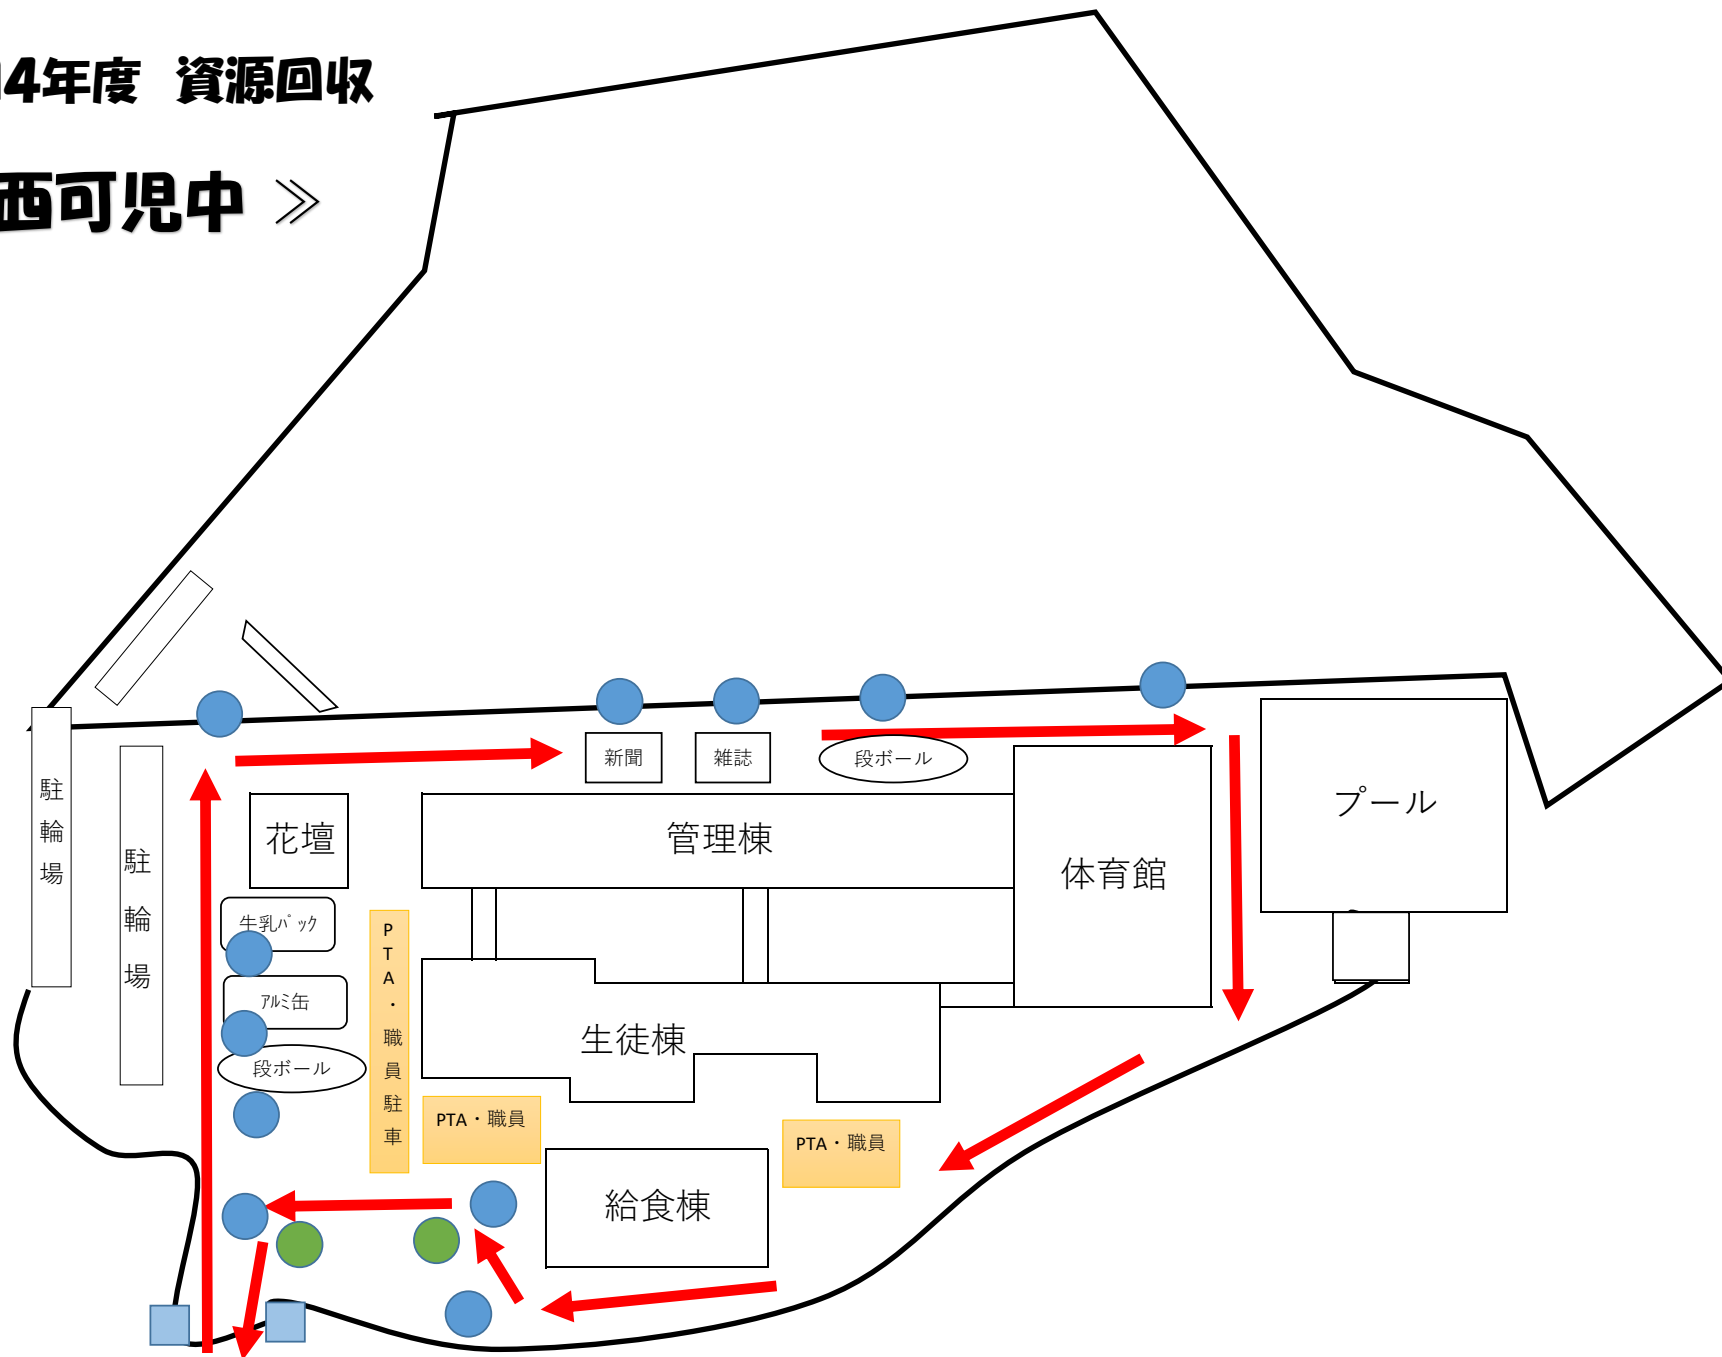 4年度 資源回収
西可児中 ≫
新聞
雑誌
段ボール
駐輪場
駐輪場
花壇
管理棟
体育館
プール
牛乳パック
アルミ缶
段ボール
PTA・職員駐車
生徒棟
PTA・職員
PTA・職員
給食棟